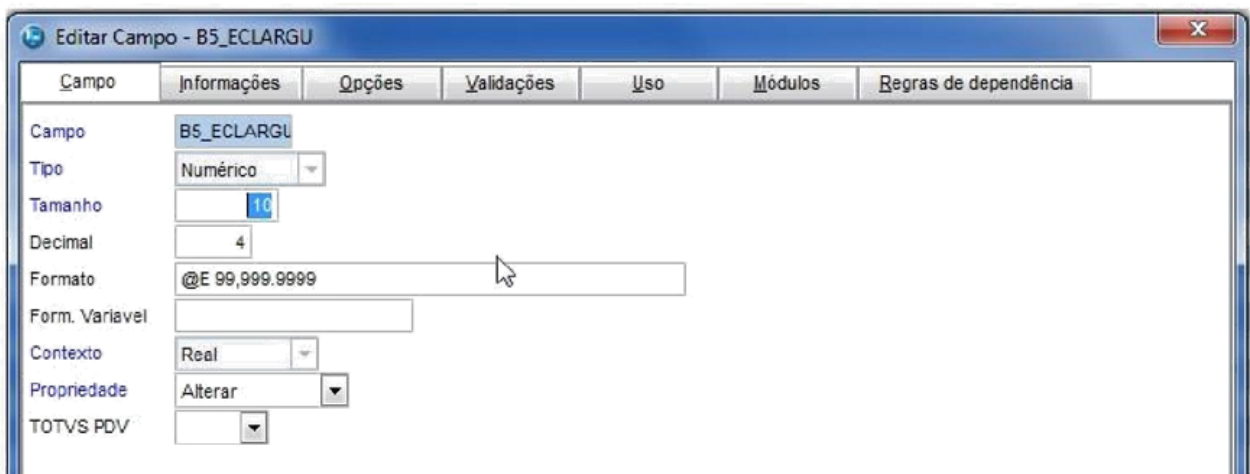 Editar Campo - B5_ECLARGU
Campo Informações Opções Validações Uso Módulos Regras de dependência
Campo B5_ECLARGU
Tipo Numérico
Tamanho 10
Decimal 4
Formato @E 99,999.9999
Form. Variavel
Contexto Real
Propriedade Alterar
TOTVS PDV